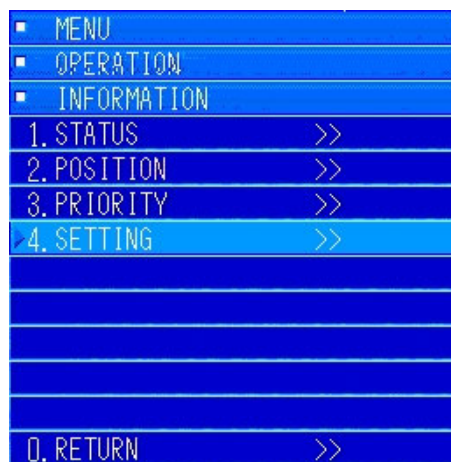 MENU
OPERATION
INFORMATION
1. STATUS >>
2. POSITION >>
3. PRIORITY >>
4. SETTING >>
0. RETURN >>